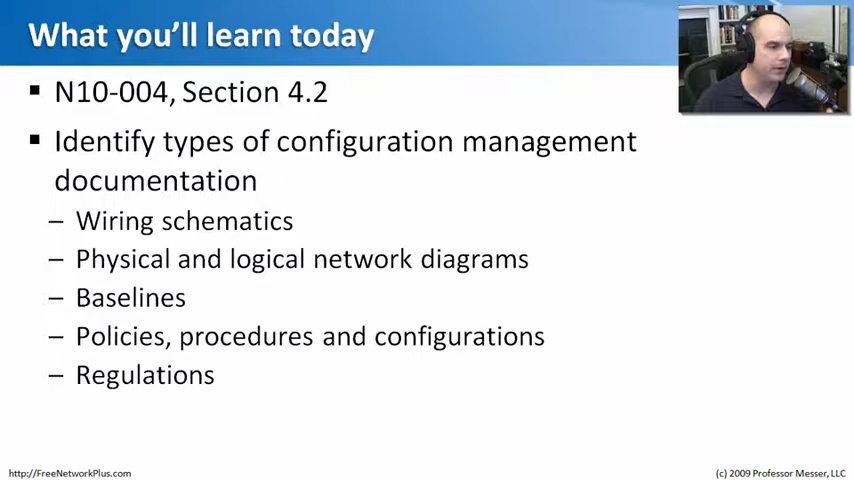 What you'll learn today
▪ N10-004, Section 4.2
▪ Identify types of configuration management
documentation
– Wiring schematics
– Physical and logical network diagrams
– Baselines
– Policies, procedures and configurations
– Regulations
http://FreeNetworkPlus.com
(c) 2009 Professor Messer, LLC